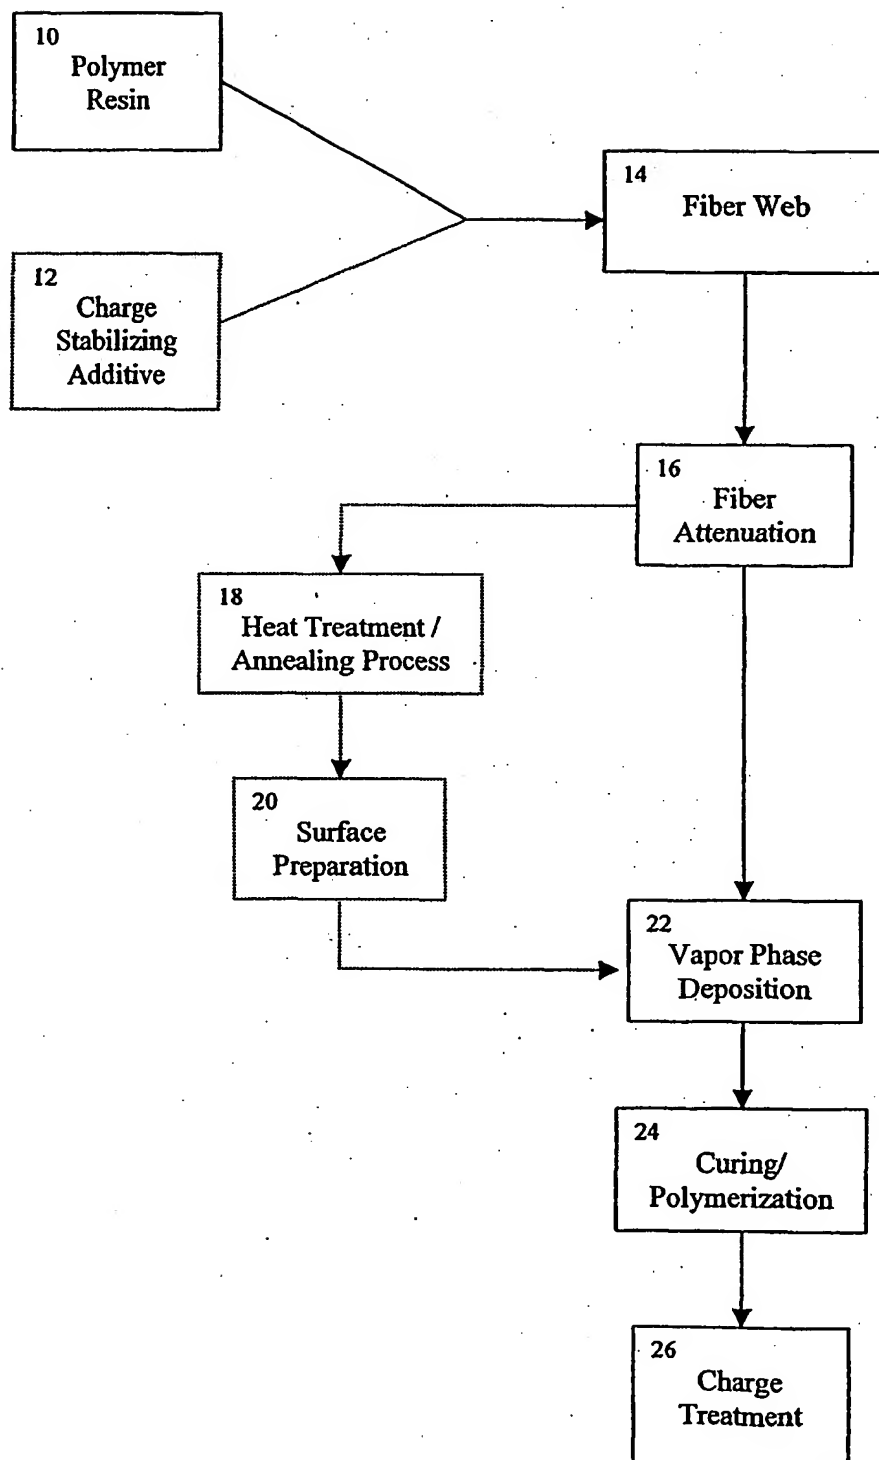 10
Polymer
Resin
12
Charge
Stabilizing
Additive
14
Fiber Web
16
Fiber
Attenuation
18
Heat Treatment /
Annealing Process
20
Surface
Preparation
22
Vapor Phase
Deposition
24
Curing/
Polymerization
26
Charge
Treatment